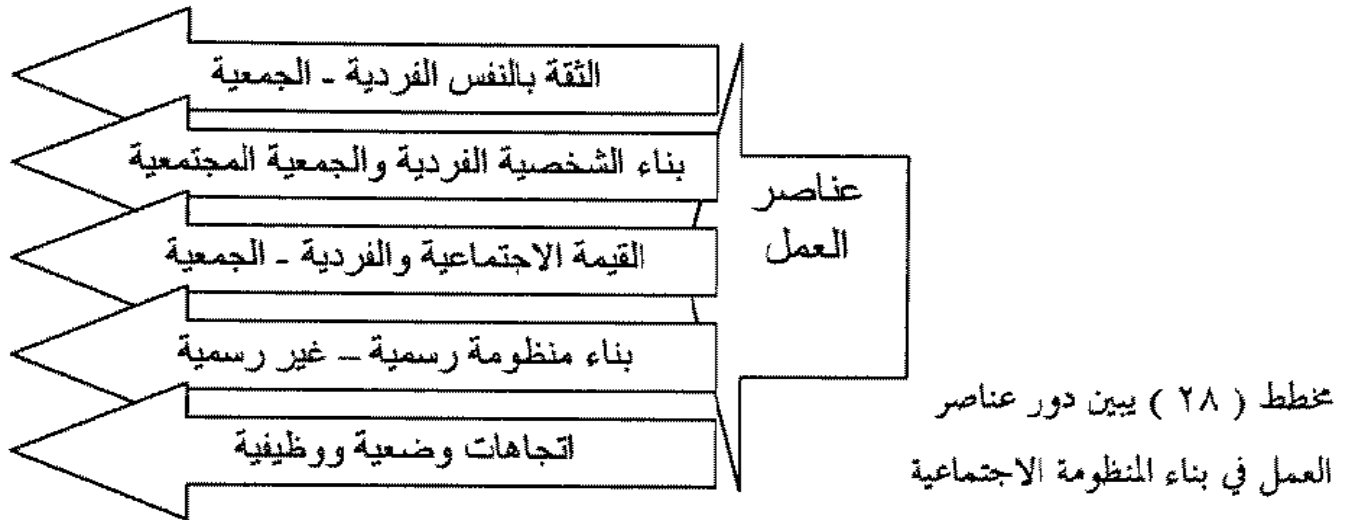 عناصر
العمل
الثقة بالنفس الفردية - الجمعية
بناء الشخصية الفردية والجمعية المجتمعية
القيمة الاجتماعية والفردية - الجمعية
بناء منظومة رسمية – غير رسمية
اتجاهات وضعية ووظيفية
مخطط ( ٢٨ ) يبين دور عناصر
العمل في بناء المنظومة الاجتماعية